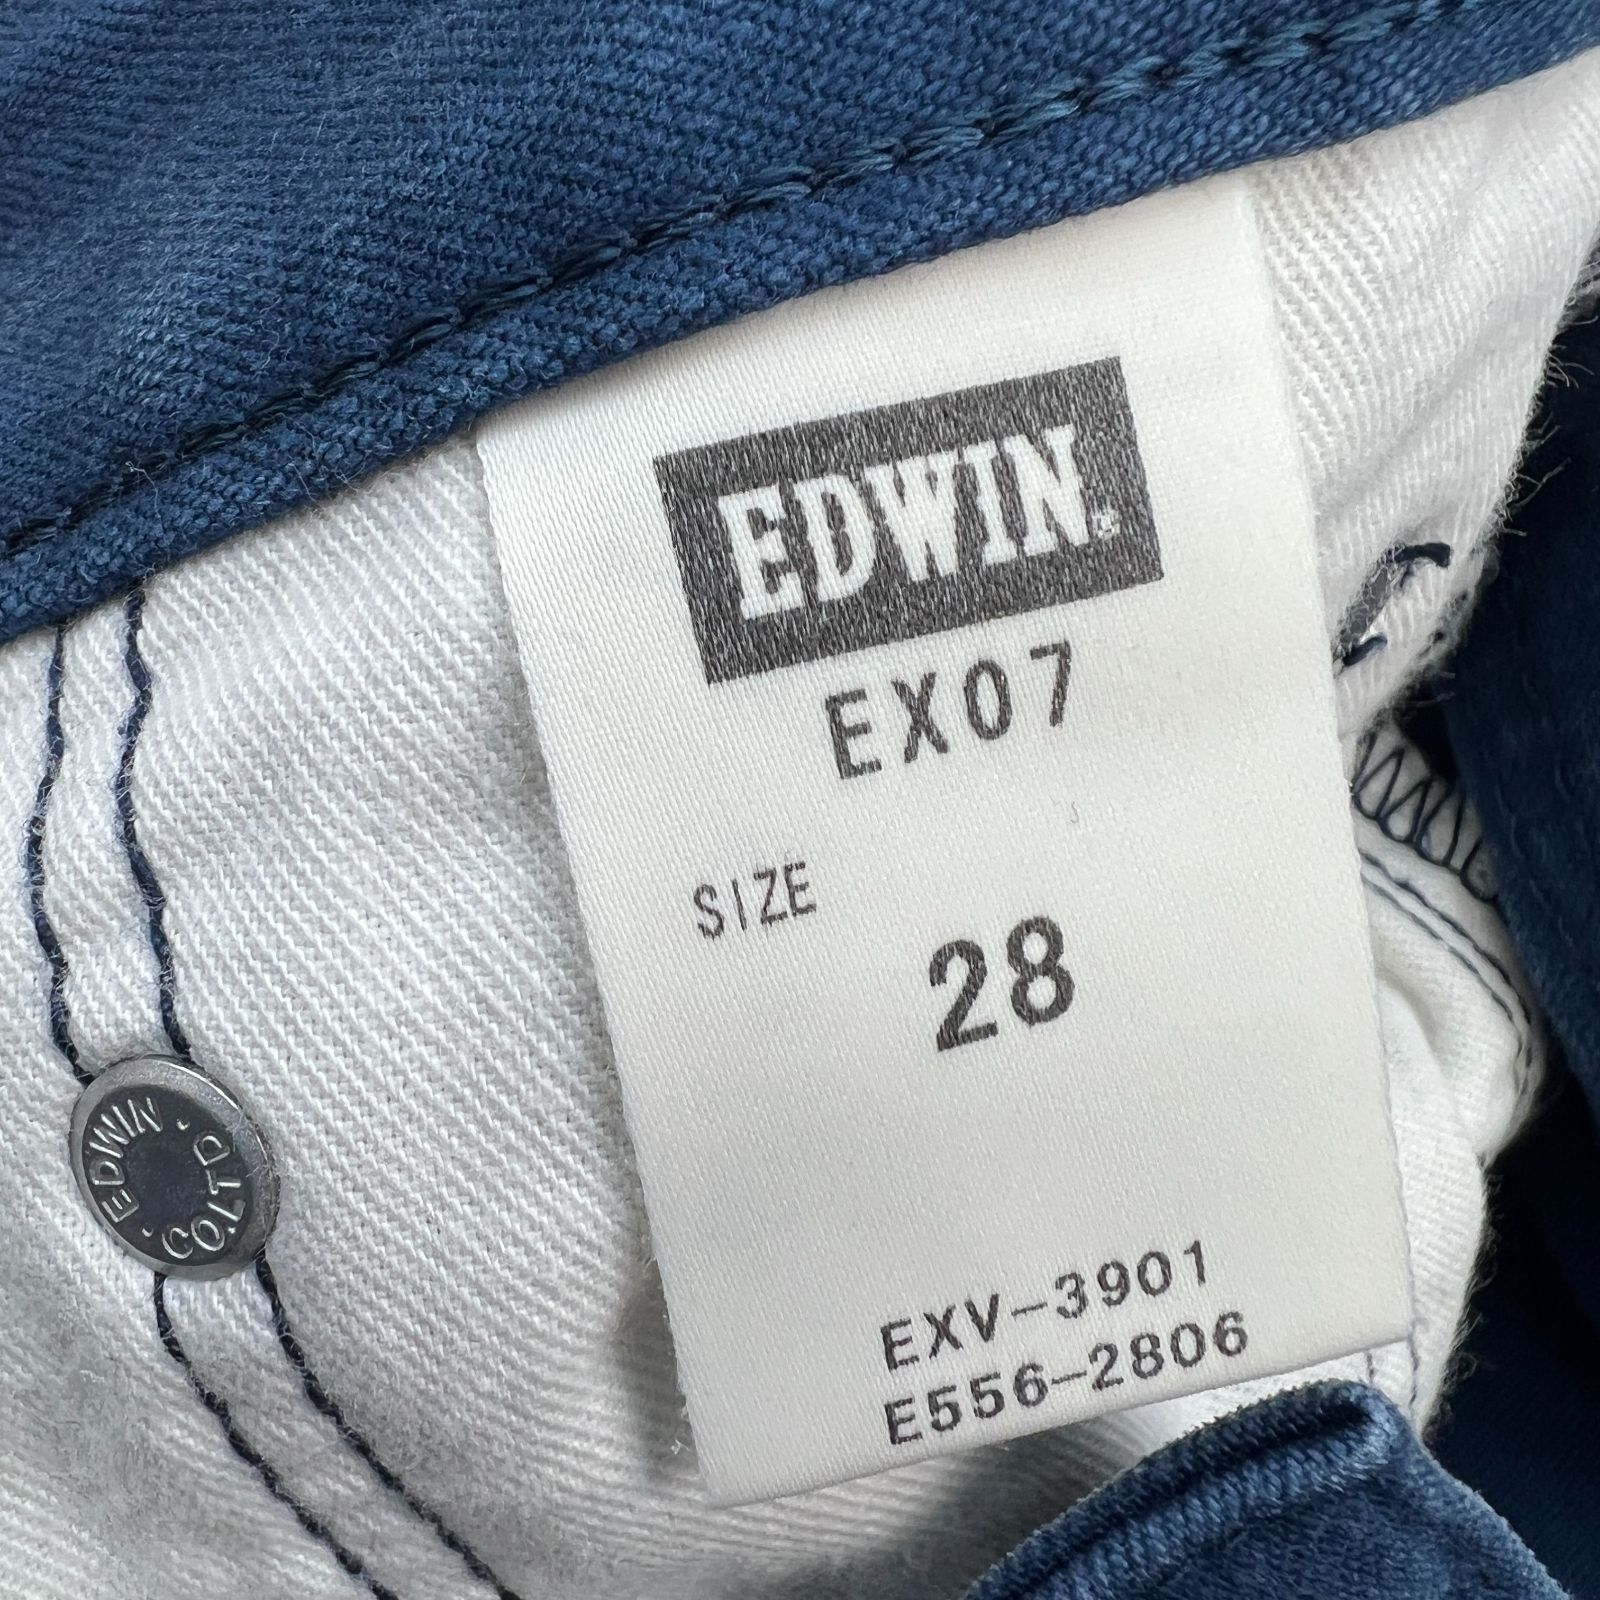 EDWIN®
EX07
SIZE
28
EXV-3901
E556-2806
EDWIN · CO.LTD ·